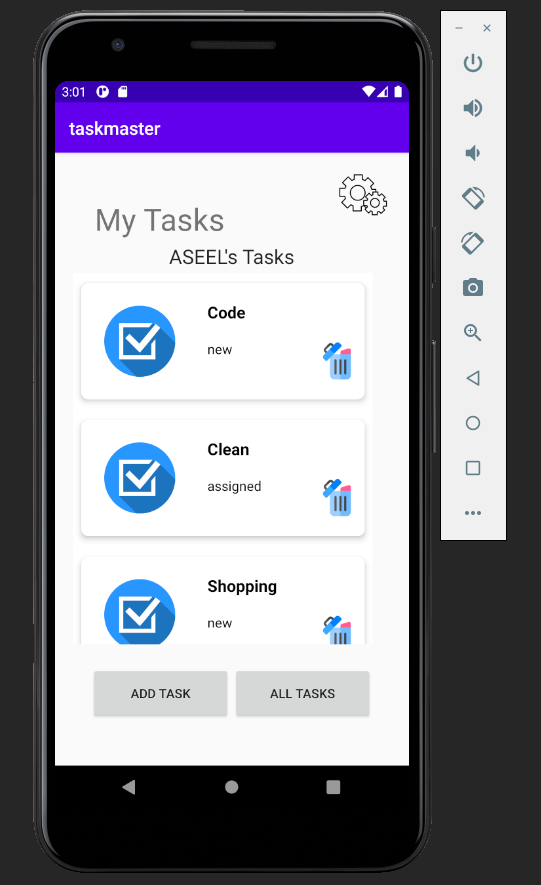 3:01
taskmaster
My Tasks
ASEEL's Tasks
Code
new
Clean
assigned
Shopping
new
ADD TASK
ALL TASKS